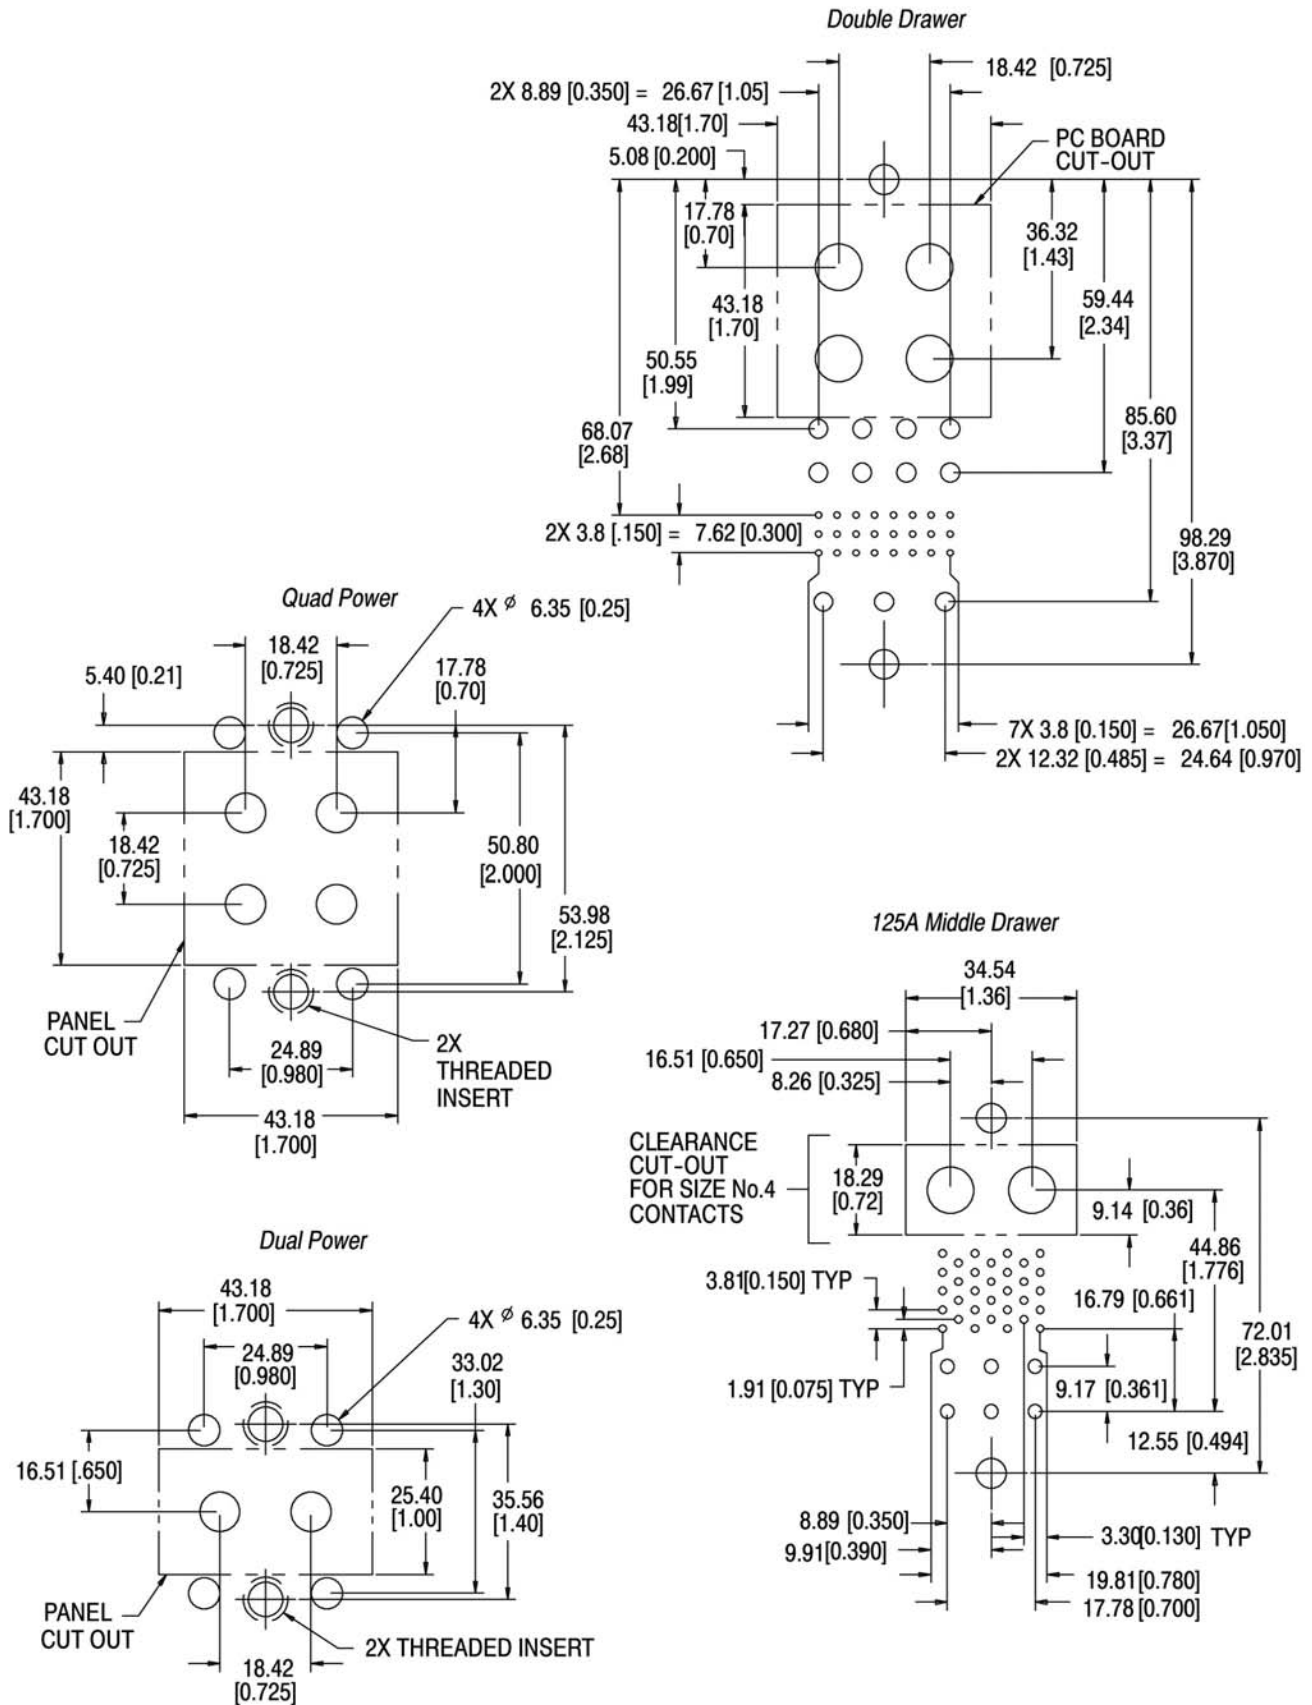 Double Drawer
18.42 [0.725]
2X 8.89 [0.350] = 26.67 [1.05]
43.18[1.70]
5.08 [0.200]
PC BOARD
CUT-OUT
17.78
[0.70]
36.32
[1.43]
43.18
[1.70]
59.44
[2.34]
50.55
[1.99]
85.60
[3.37]
68.07
[2.68]
2X 3.8 [.150] = 7.62 [0.300]
98.29
[3.870]
7X 3.8 [0.150] = 26.67[1.050]
2X 12.32 [0.485] = 24.64 [0.970]
Quad Power
4X ø 6.35 [0.25]
18.42
[0.725]
5.40 [0.21]
17.78
[0.70]
43.18
[1.700]
18.42
[0.725]
50.80
[2.000]
53.98
[2.125]
PANEL
CUT OUT
24.89
[0.980]
2X
THREADED
INSERT
43.18
[1.700]
125A Middle Drawer
34.54
[1.36]
17.27 [0.680]
16.51 [0.650]
8.26 [0.325]
CLEARANCE
CUT-OUT
FOR SIZE No.4
CONTACTS
18.29
[0.72]
9.14 [0.36]
44.86
[1.776]
3.81[0.150] TYP
16.79 [0.661]
72.01
[2.835]
1.91 [0.075] TYP
9.17 [0.361]
12.55 [0.494]
8.89 [0.350]
3.30[0.130] TYP
9.91[0.390]
19.81[0.780]
17.78 [0.700]
Dual Power
43.18
[1.700]
4X ø 6.35 [0.25]
24.89
[0.980]
33.02
[1.30]
16.51 [.650]
25.40
[1.00]
35.56
[1.40]
PANEL
CUT OUT
2X THREADED INSERT
18.42
[0.725]